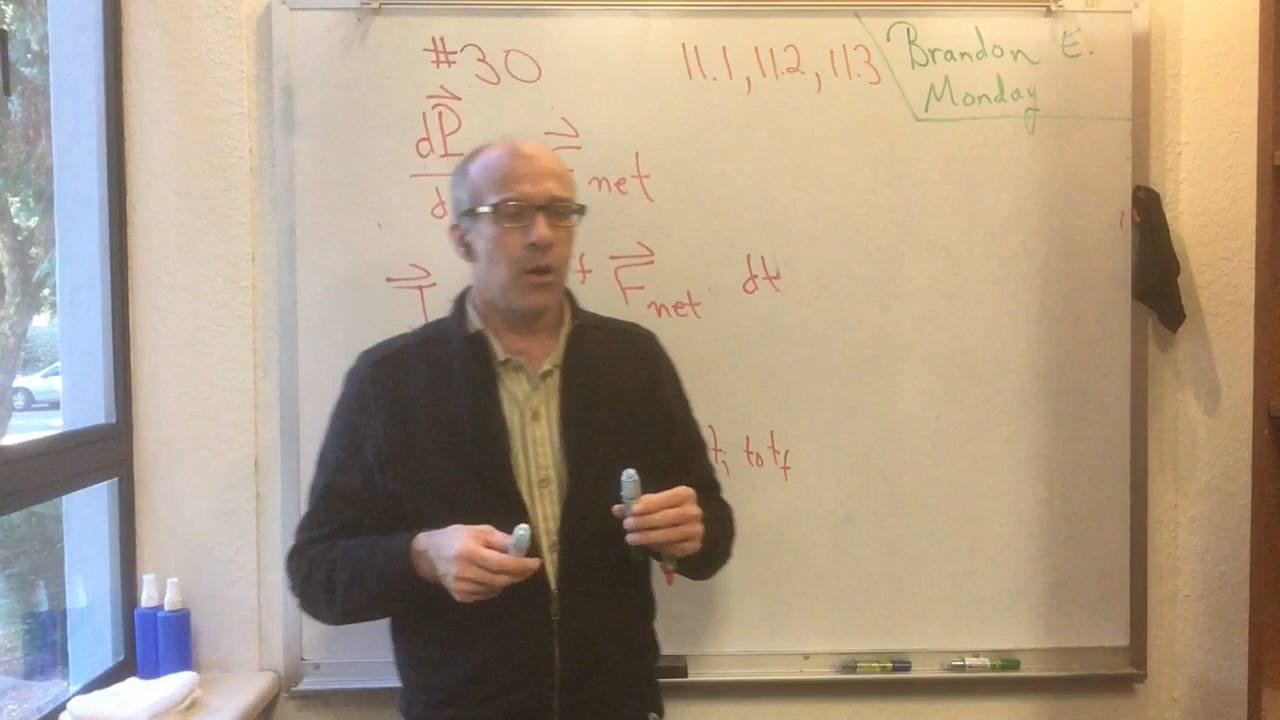 #30
11.1, 11.2, 11.3
Brandon E.
Monday
dP
d
net
F net dt
ti to tf